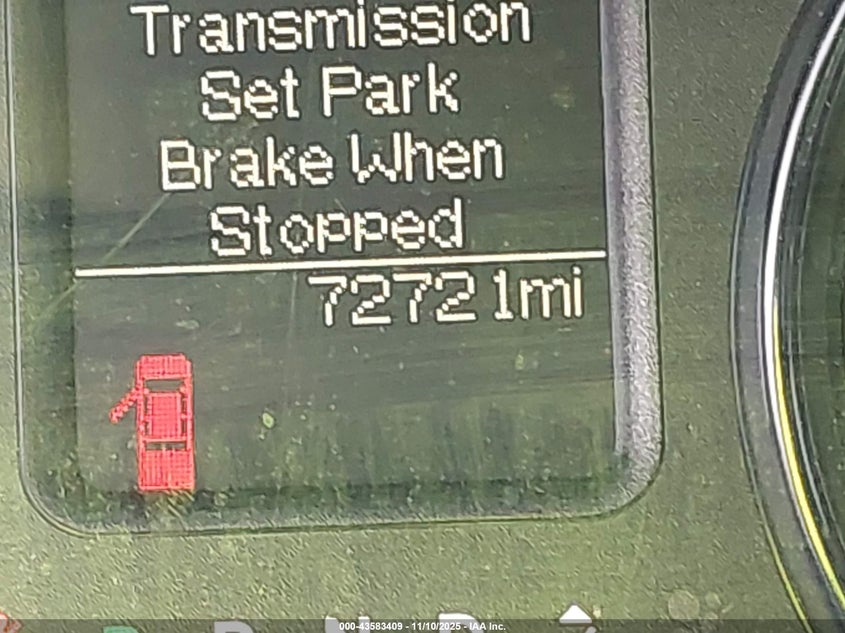 Transmission
Set Park
Brake When
Stopped
72721mi
000-43583409 - 11/10/2025 - IAA Inc.